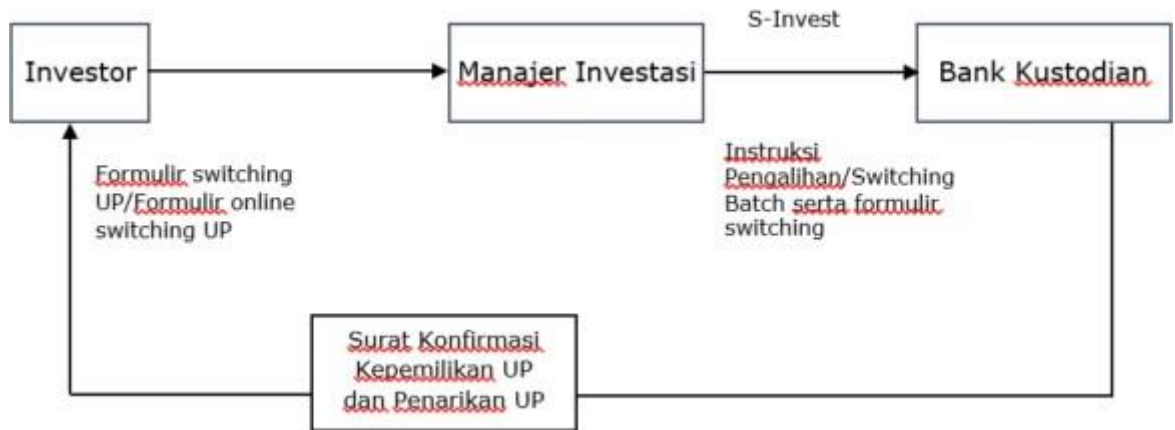 S-Invest
Investor
Manajer Investasi
Bank Kustodian
Formulir switching
UP/Formulir online
switching UP
Instruksi
Pengalihan/Switching
Batch serta formulir
switching
Surat Konfirmasi
Kepemilikan UP
dan Penarikan UP